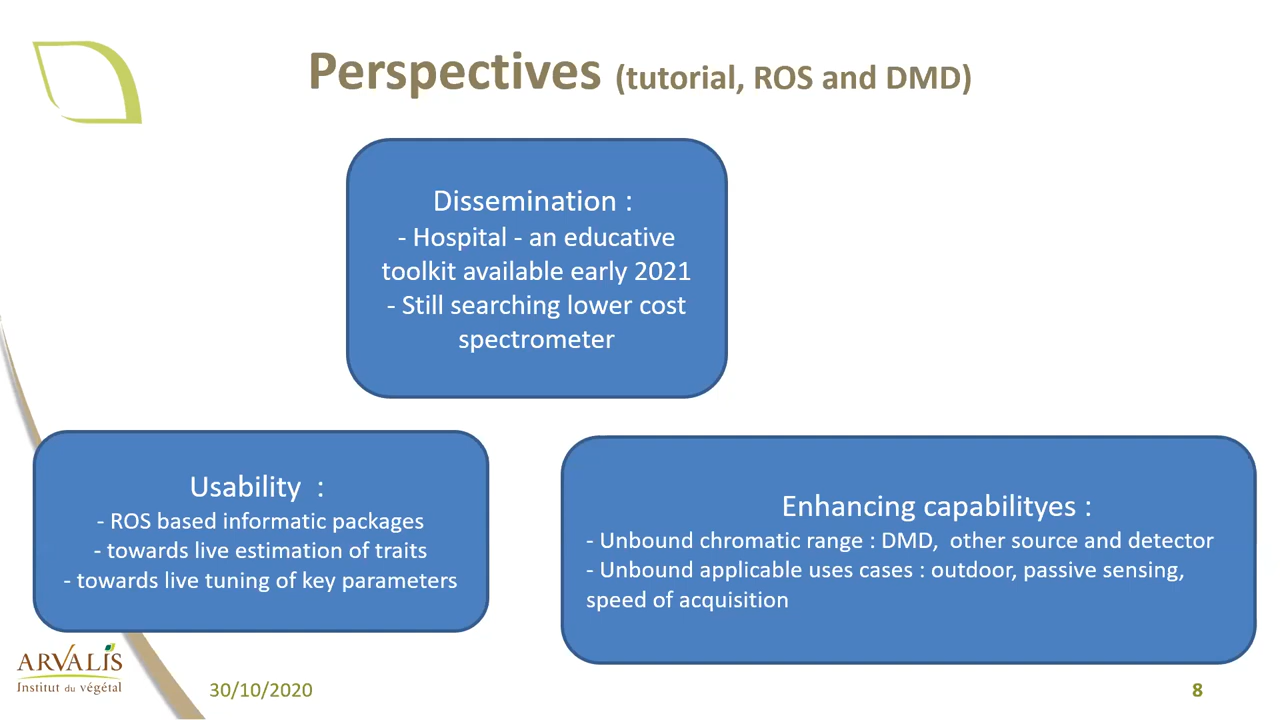 Perspectives (tutorial, ROS and DMD)
Dissemination :
- Hospital - an educative
toolkit available early 2021
- Still searching lower cost
spectrometer
Usability  :
- ROS based informatic packages
- towards live estimation of traits
- towards live tuning of key parameters
Enhancing capabilityes :
- Unbound chromatic range : DMD,  other source and detector
- Unbound applicable uses cases : outdoor, passive sensing,
speed of acquisition
ARVALIS
Institut du végétal
30/10/2020
8